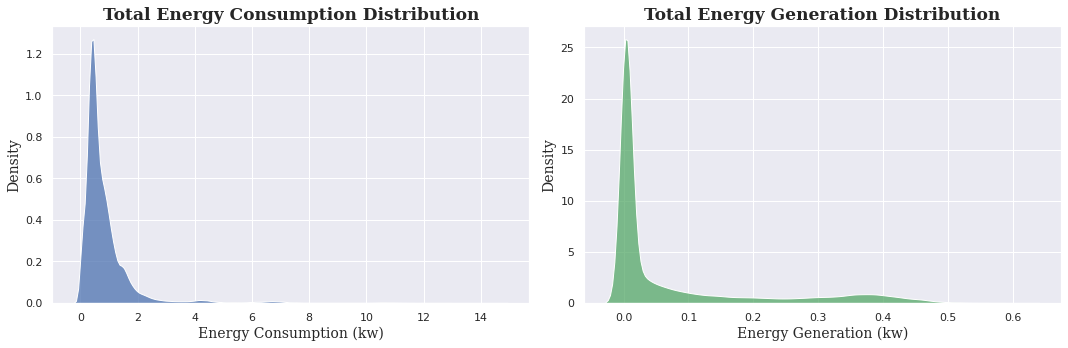 Total Energy Consumption Distribution
Density
1.2
1.0
0.8
0.6
0.4
0.2
0.0
0 2 4 6 8 10 12 14
Energy Consumption (kw)
Total Energy Generation Distribution
Density
25
20
15
10
5
0
0.0 0.1 0.2 0.3 0.4 0.5 0.6
Energy Generation (kw)